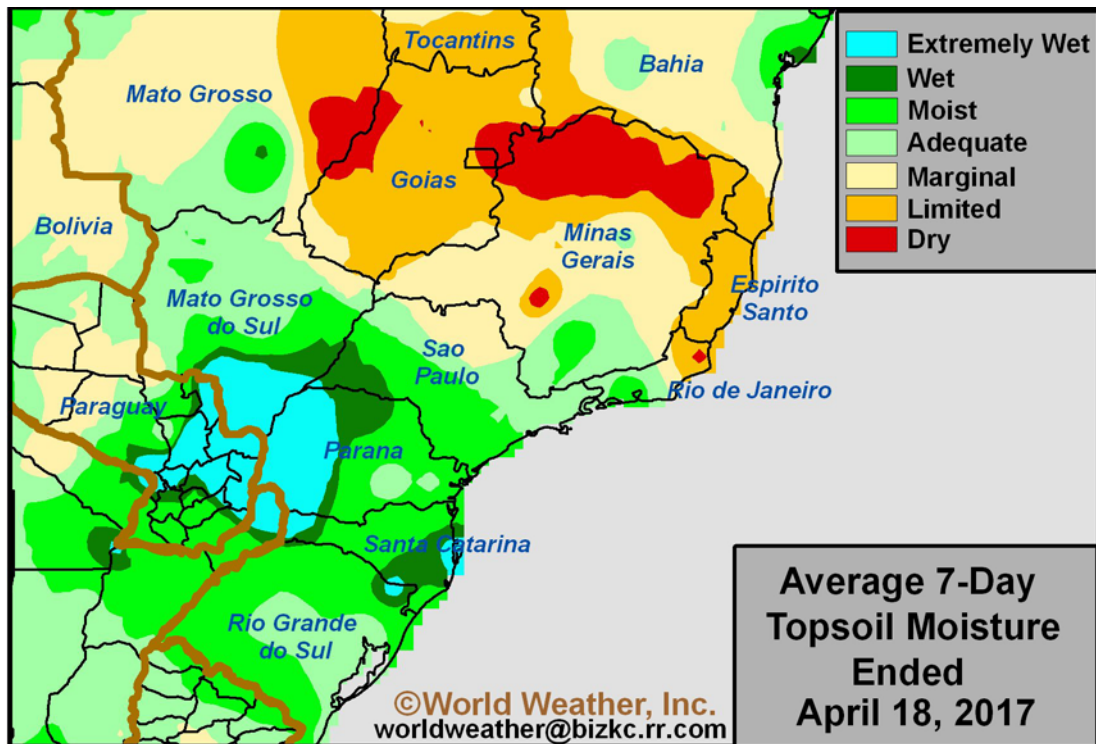 Tocantins
Bahia
Mato Grosso
Goias
Bolivia
Minas
Gerais
Mato Grosso
do Sul
Espirito
Santo
Sao
Paulo
Rio de Janeiro
Paraguay
Parana
Santa Catarina
Rio Grande
do Sul
Extremely Wet
Wet
Moist
Adequate
Marginal
Limited
Dry
Average 7-Day
Topsoil Moisture
Ended
April 18, 2017
©World Weather, Inc.
worldweather@bizkc.rr.com